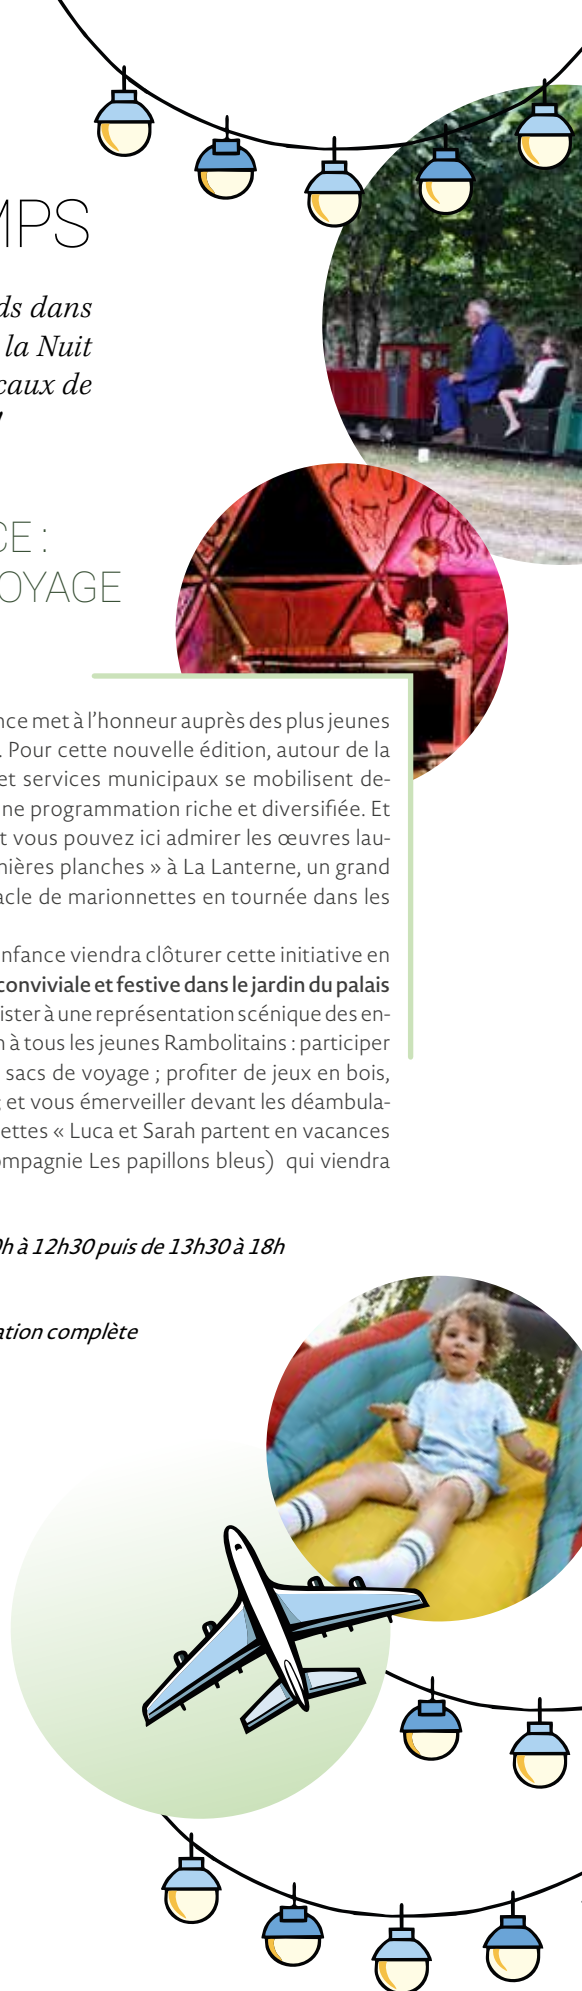 MPS
ds dans
la Nuit
caux de
CE :
OYAGE
nce met à l'honneur auprès des plus jeunes
. Pour cette nouvelle édition, autour de la
et services municipaux se mobilisent de-
ne programmation riche et diversifiée. Et
t vous pouvez ici admirer les œuvres lau-
nières planches » à La Lanterne, un grand
acle de marionnettes en tournée dans les
nfance viendra clôturer cette initiative en
conviviale et festive dans le jardin du palais
ister à une représentation scénique des en-
n à tous les jeunes Rambolitains : participer
sacs de voyage ; profiter de jeux en bois,
; et vous émerveiller devant les déambula-
ettes « Luca et Sarah partent en vacances
mpagnie Les papillons bleus) qui viendra
h à 12h30 puis de 13h30 à 18h
ation complète